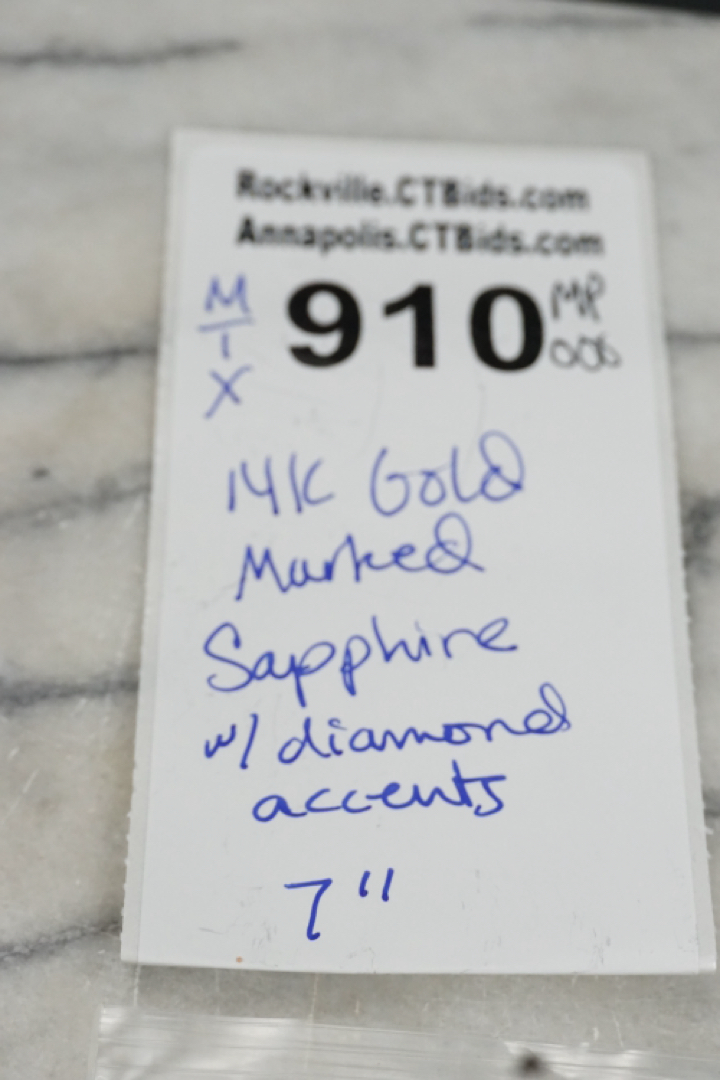 Rockville.CTBids.com
Annapolis.CTBids.com
M
I
X
910
MP
006
14K Gold
Marked
Sapphire
w/ diamond
accents
7"